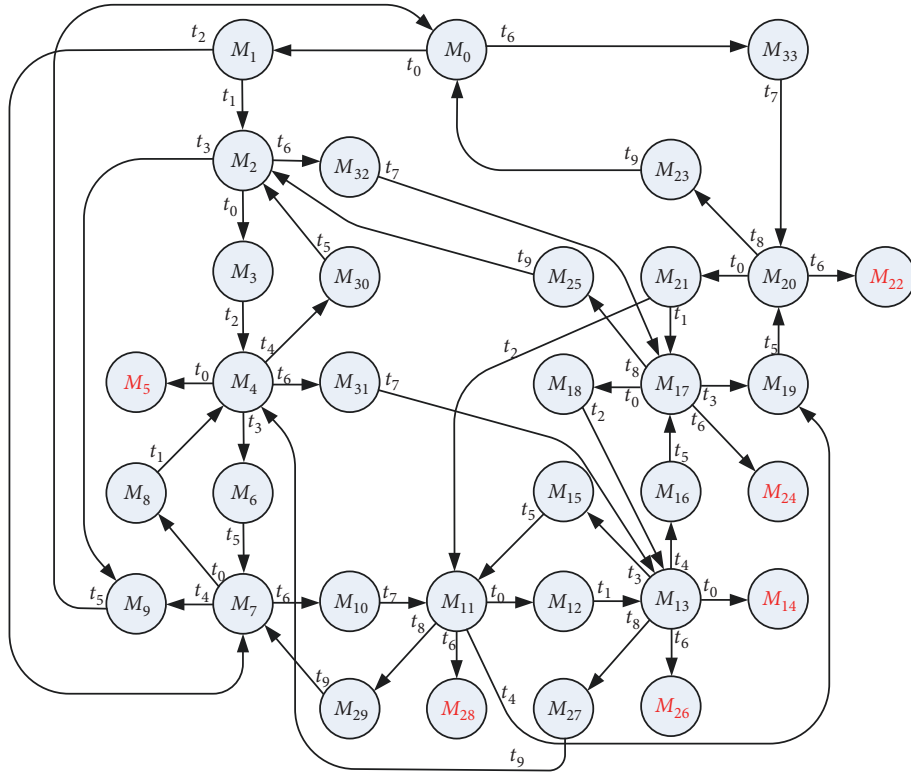 t2 M1 t0 M0 t6 M33
t1 t7
t3 M2 t6 M32 t7 t9 M23
t0 t5 t9 t8
M3 M30 M25 M21 t0 M20 t6 M22
t2 t4 t2 t1 t5
M5 t0 M4 t6 M31 t7 M18 t8 t0 M17 t3 M19
t3 t2 t6
t1 t5
M8 M6 M15 M16 M24
t5 t5 t3 t4
t0
t5 M9 t4 M7 t6 M10 t7 M11 t0 M12 t1 M13 t0 M14
t8 t6 t8 t6
t9 t4
M29 M28 M27 M26
t9